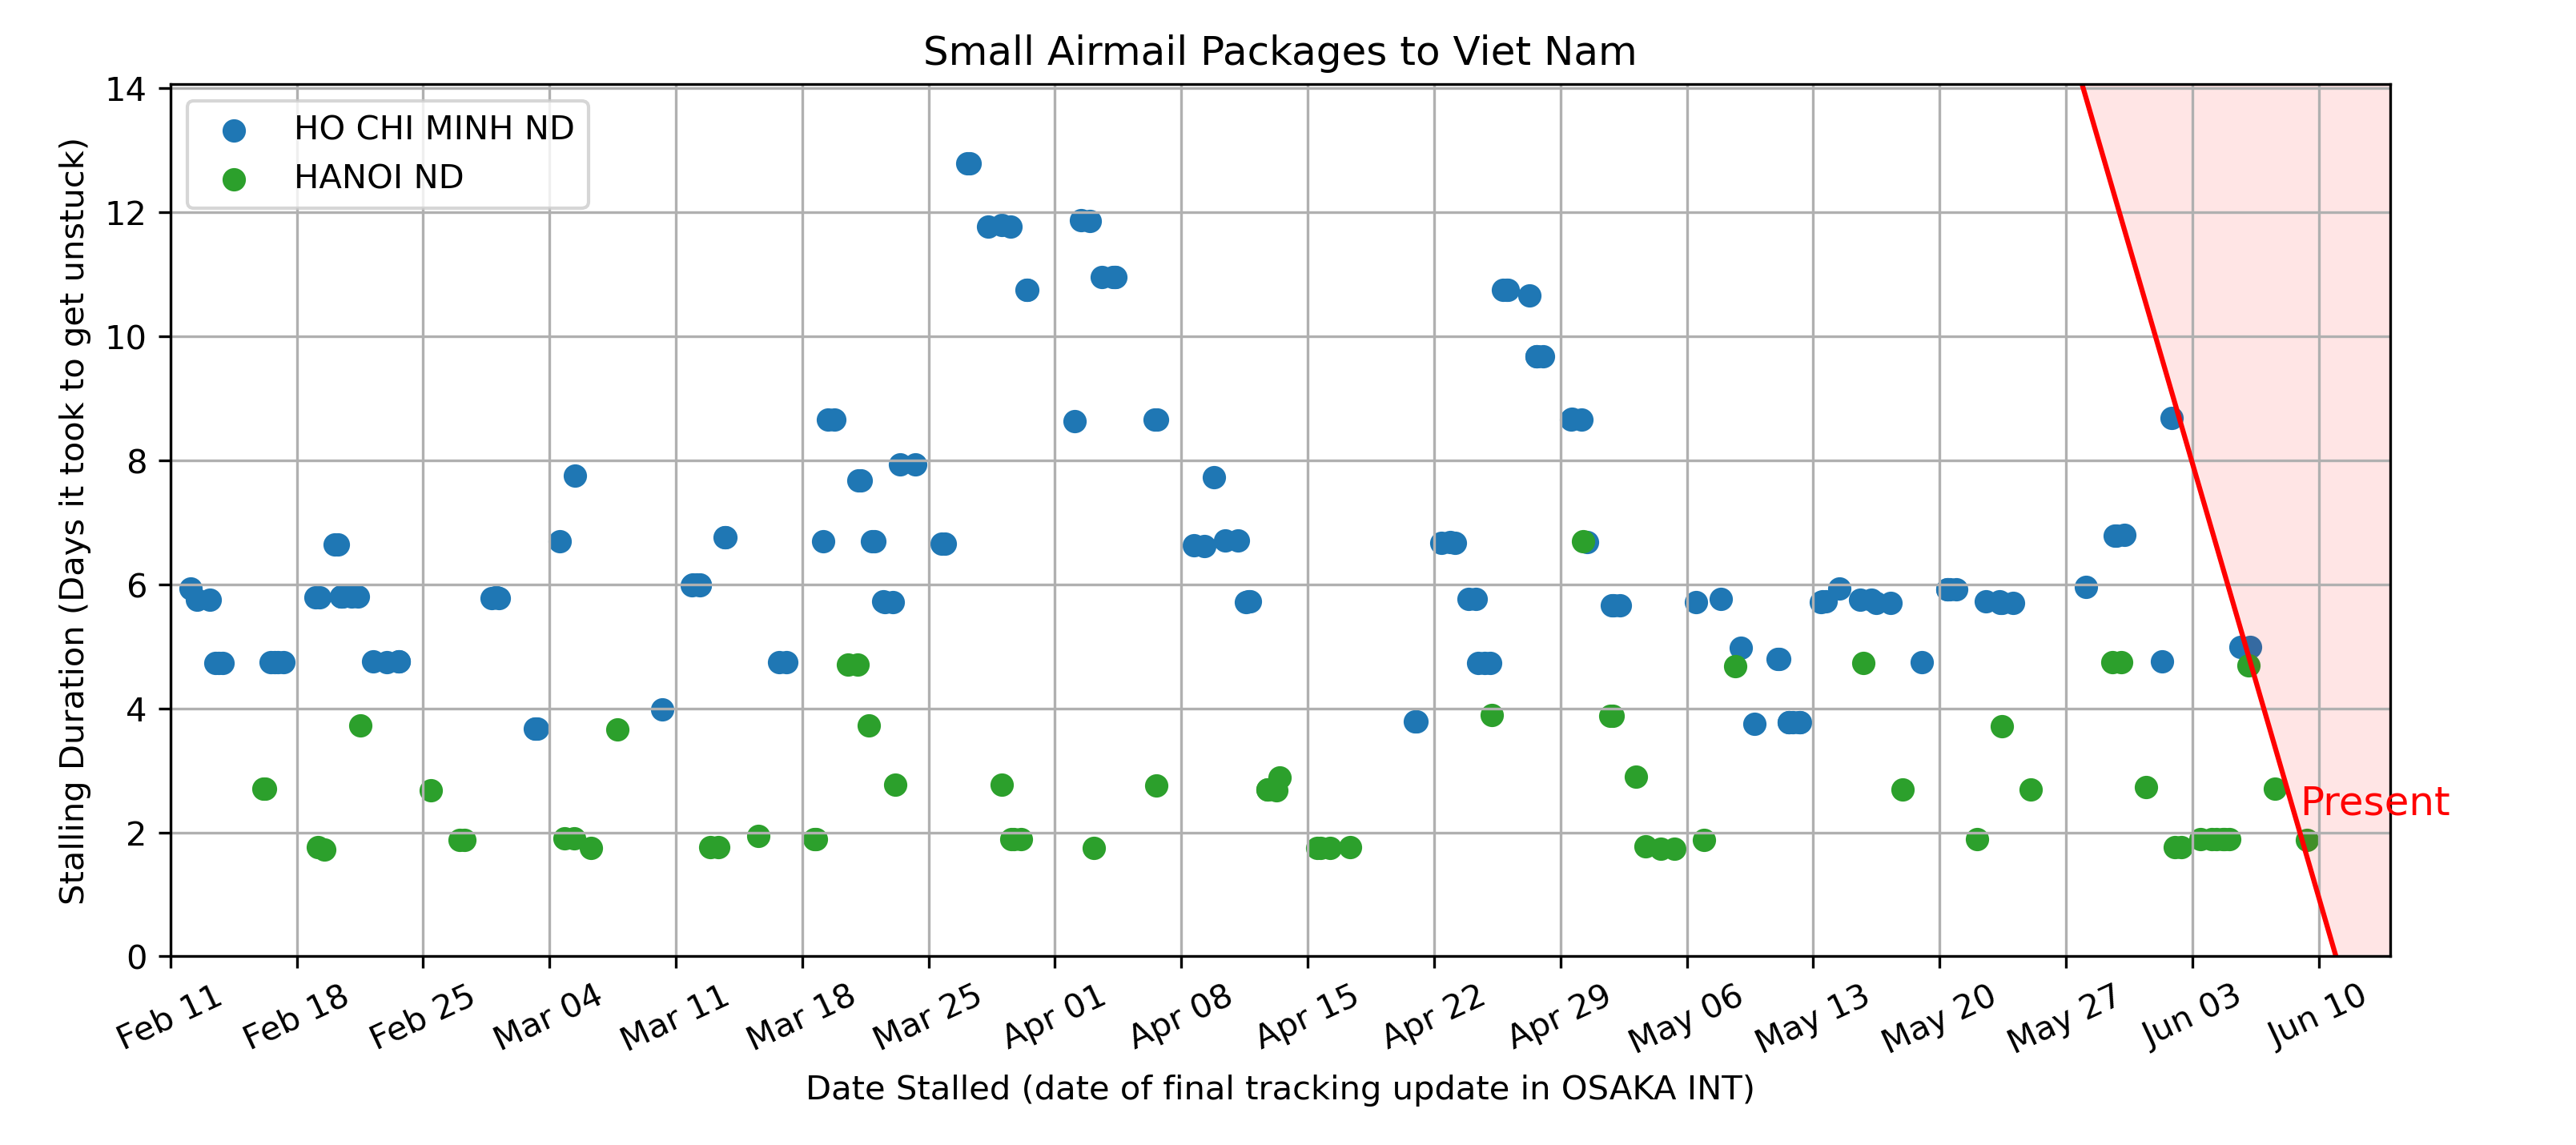 Small Airmail Packages to Viet Nam
HO CHI MINH ND
HANOI ND
Stalling Duration (Days it took to get unstuck)
14
12
10
8
6
4
2
0
Present
Feb 11
Feb 18
Feb 25
Mar 04
Mar 11
Mar 18
Mar 25
Apr 01
Apr 08
Apr 15
Apr 22
Apr 29
May 06
May 13
May 20
May 27
Jun 03
Jun 10
Date Stalled (date of final tracking update in OSAKA INT)